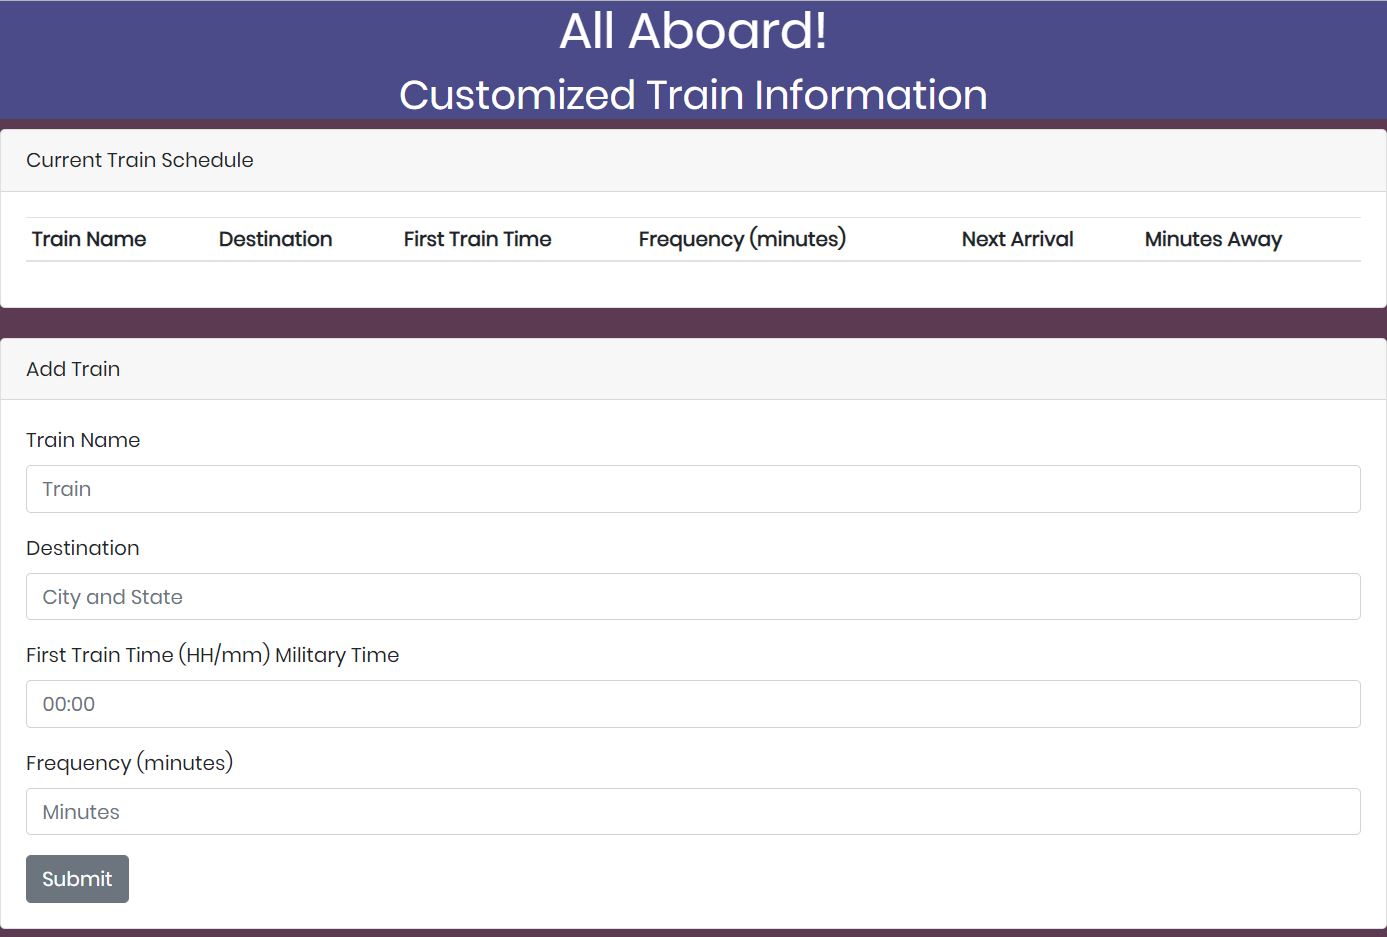 All Aboard!
Customized Train Information
Current Train Schedule
Train Name Destination First Train Time Frequency (minutes) Next Arrival Minutes Away
Add Train
Train Name
Train
Destination
City and State
First Train Time (HH/mm) Military Time
00:00
Frequency (minutes)
Minutes
Submit